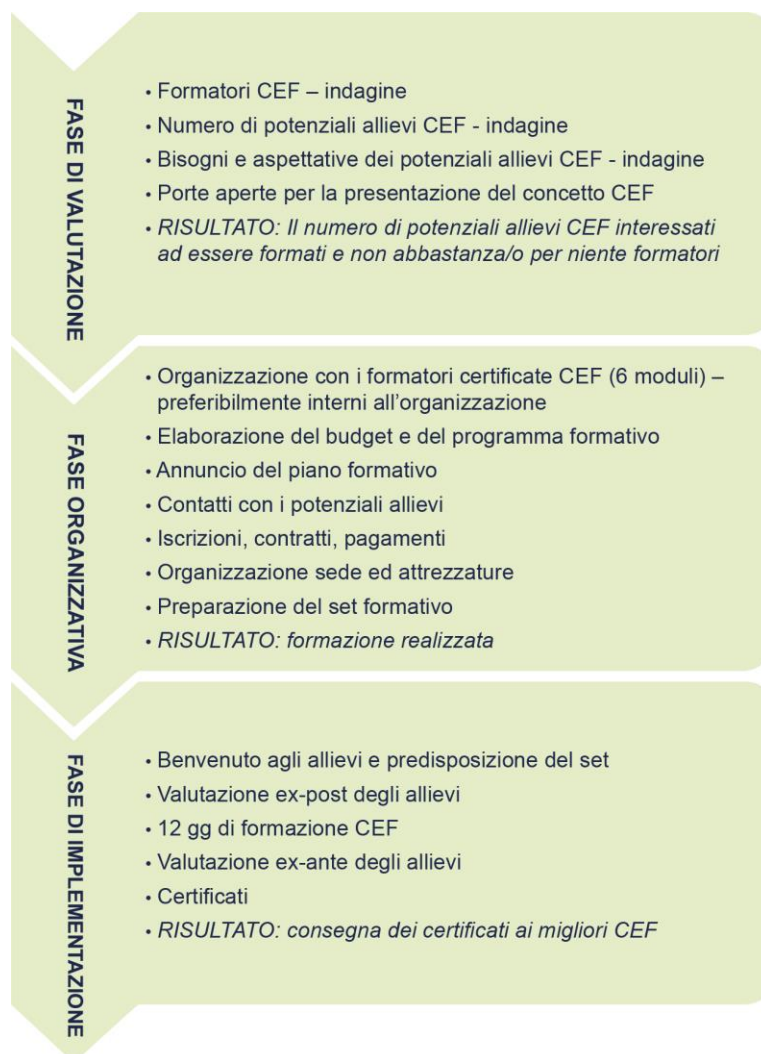 FASE DI VALUTAZIONE
• Formatori CEF – indagine
• Numero di potenziali allievi CEF - indagine
• Bisogni e aspettative dei potenziali allievi CEF - indagine
• Porte aperte per la presentazione del concetto CEF
• RISULTATO: Il numero di potenziali allievi CEF interessati
ad essere formati e non abbastanza/o per niente formatori
FASE ORGANIZZATIVA
• Organizzazione con i formatori certificate CEF (6 moduli) –
preferibilmente interni all'organizzazione
• Elaborazione del budget e del programma formativo
• Annuncio del piano formativo
• Contatti con i potenziali allievi
• Iscrizioni, contratti, pagamenti
• Organizzazione sede ed attrezzature
• Preparazione del set formativo
• RISULTATO: formazione realizzata
FASE DI IMPLEMENTAZIONE
• Benvenuto agli allievi e predisposizione del set
• Valutazione ex-post degli allievi
• 12 gg di formazione CEF
• Valutazione ex-ante degli allievi
• Certificati
• RISULTATO: consegna dei certificati ai migliori CEF